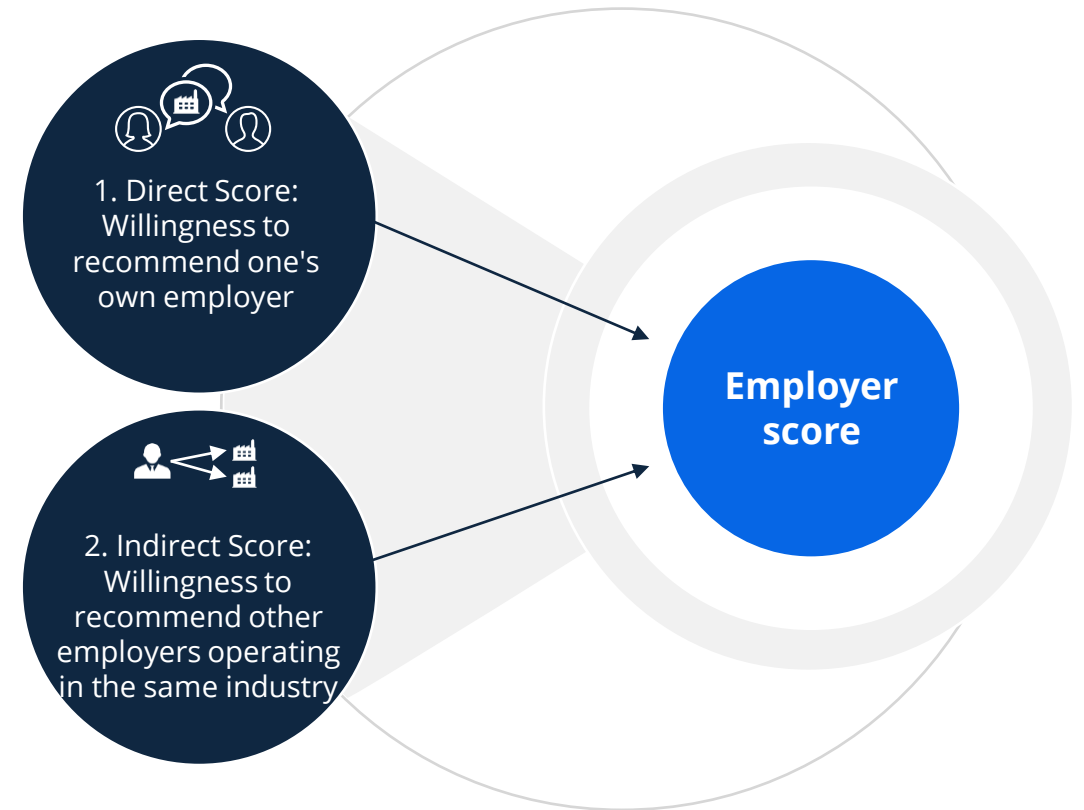 1. Direct Score:
Willingness to
recommend one's
own employer
Employer
score
2. Indirect Score:
Willingness to
recommend other
employers operating
in the same industry